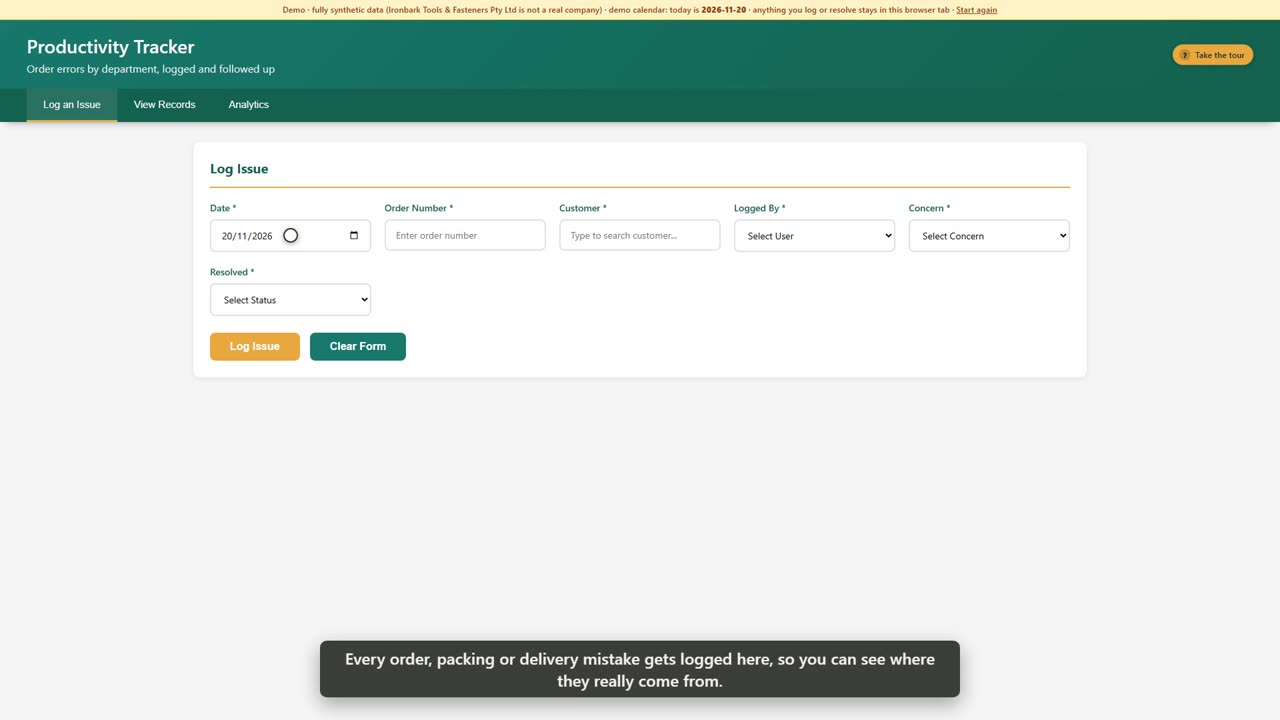 Demo · fully synthetic data (Ironbark Tools & Fasteners Pty Ltd is not a real company) · demo calendar: today is 2026-11-20 · anything you log or resolve stays in this browser tab · Start again
Productivity Tracker
Order errors by department, logged and followed up
? Take the tour
Log an Issue View Records Analytics
Log Issue
Date * Order Number * Customer * Logged By * Concern *
20/11/2026 Enter order number Type to search customer... Select User Select Concern
Resolved *
Select Status
Log Issue Clear Form
Every order, packing or delivery mistake gets logged here, so you can see where
they really come from.